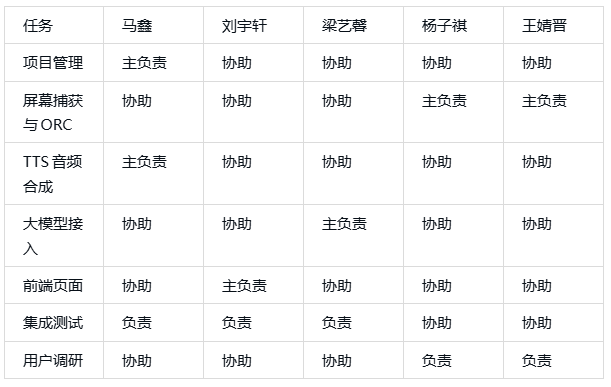 任务 马鑫 刘宇轩 梁艺馨 杨子祺 王婧晋
项目管理 主负责 协助 协助 协助 协助
屏幕捕获
与 ORC 协助 协助 协助 主负责 主负责
TTS 音频
合成 主负责 协助 协助 协助 协助
大模型接
入 协助 协助 主负责 协助 协助
前端页面 协助 主负责 协助 协助 协助
集成测试 负责 负责 负责 协助 协助
用户调研 协助 协助 协助 负责 负责